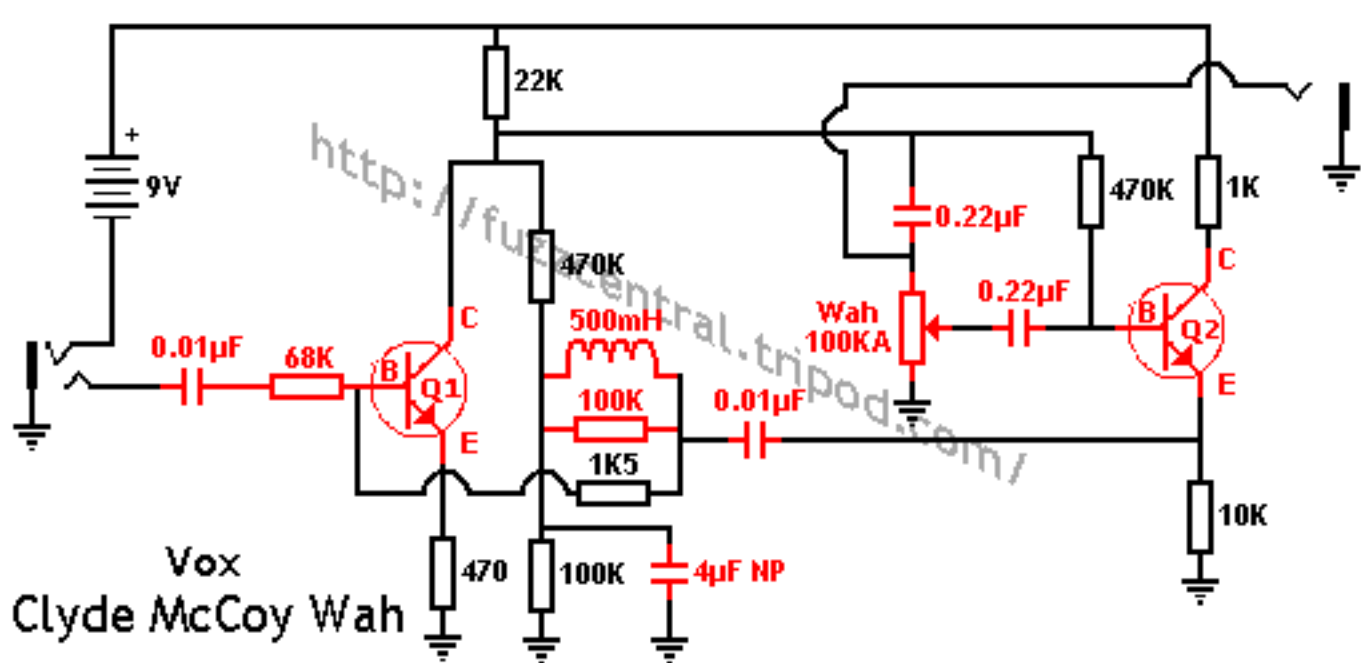 22K
http://fuzzcentral.tripod.com/
+
9V
470K
1K
0.22µF
470K
C
0.22µF
Wah
100KA
B
Q2
500mH
C
0.01µF
68K
B
Q1
100K
0.01µF
E
E
1K5
10K
470
100K
4µF NP
Vox
Clyde McCoy Wah